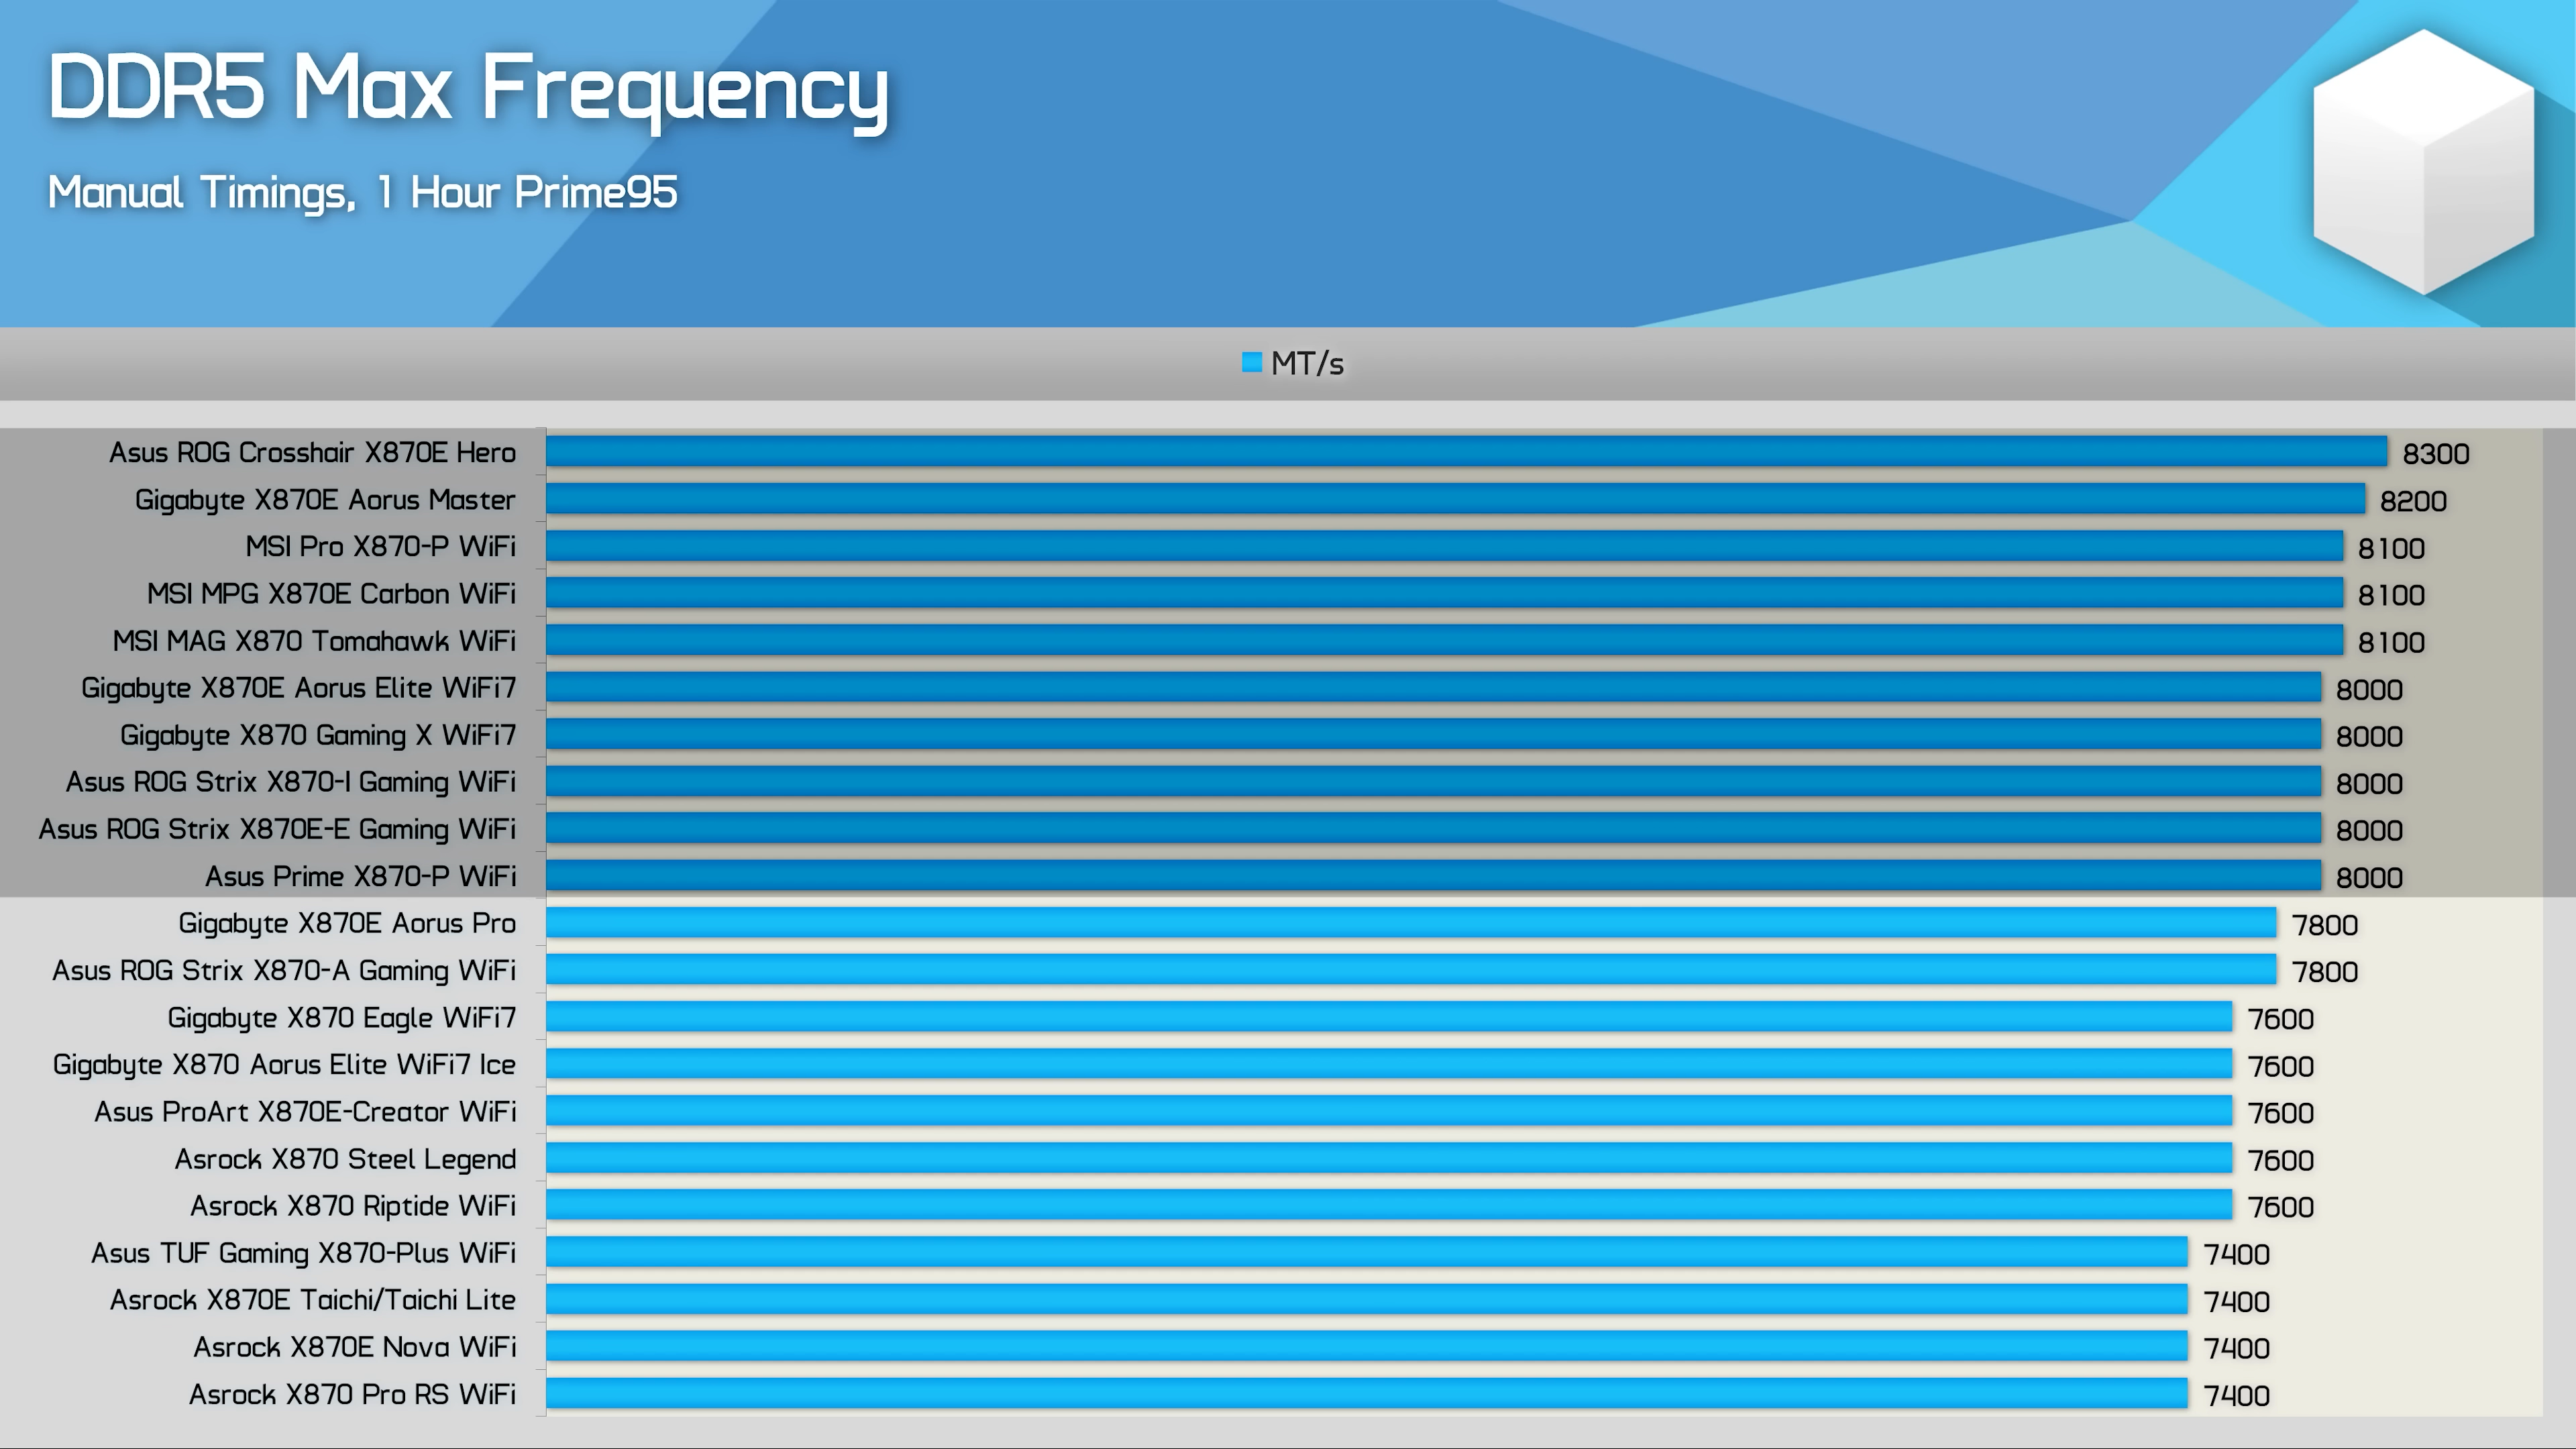 DDR5 Max Frequency
Manual Timings, 1 Hour Prime95
MT/s
Asus ROG Crosshair X870E Hero 8300
Gigabyte X870E Aorus Master 8200
MSI Pro X870-P WiFi 8100
MSI MPG X870E Carbon WiFi 8100
MSI MAG X870 Tomahawk WiFi 8100
Gigabyte X870E Aorus Elite WiFi7 8000
Gigabyte X870 Gaming X WiFi7 8000
Asus ROG Strix X870-I Gaming WiFi 8000
Asus ROG Strix X870E-E Gaming WiFi 8000
Asus Prime X870-P WiFi 8000
Gigabyte X870E Aorus Pro 7800
Asus ROG Strix X870-A Gaming WiFi 7800
Gigabyte X870 Eagle WiFi7 7600
Gigabyte X870 Aorus Elite WiFi7 Ice 7600
Asus ProArt X870E-Creator WiFi 7600
Asrock X870 Steel Legend 7600
Asrock X870 Riptide WiFi 7600
Asus TUF Gaming X870-Plus WiFi 7400
Asrock X870E Taichi/Taichi Lite 7400
Asrock X870E Nova WiFi 7400
Asrock X870 Pro RS WiFi 7400